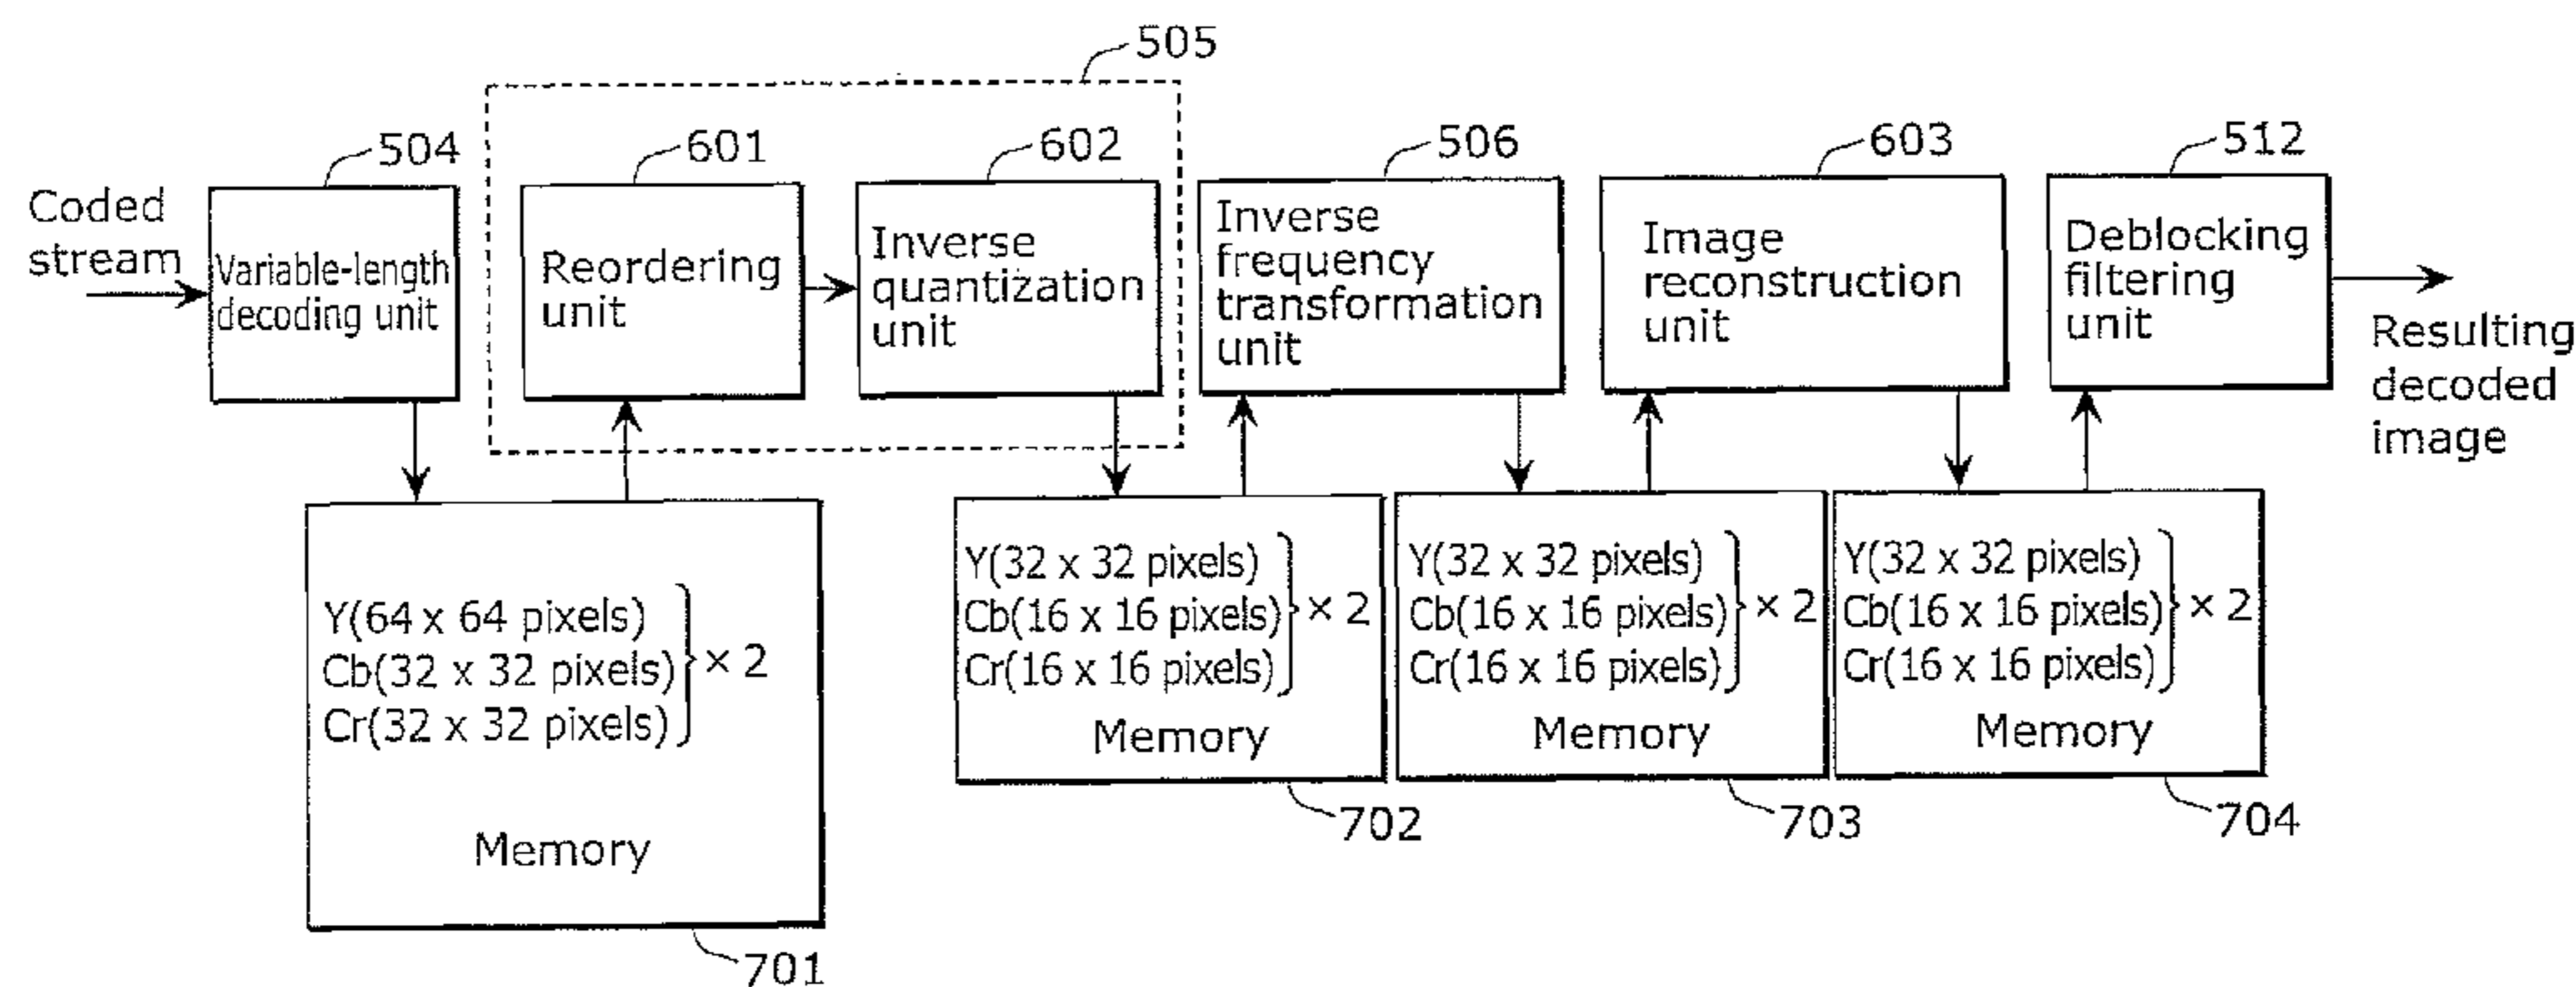 505
504
601
602
506
603
512
Coded
stream
Variable-length
decoding unit
Reordering
unit
Inverse
quantization
unit
Inverse
frequency
transformation
unit
Image
reconstruction
unit
Deblocking
filtering
unit
Resulting
decoded
image
Y(64 x 64 pixels)
Cb(32 x 32 pixels)
Cr(32 x 32 pixels)
× 2
Memory
701
Y(32 x 32 pixels)
Cb(16 x 16 pixels)
Cr(16 x 16 pixels)
× 2
Memory
702
Y(32 x 32 pixels)
Cb(16 x 16 pixels)
Cr(16 x 16 pixels)
× 2
Memory
703
Y(32 x 32 pixels)
Cb(16 x 16 pixels)
Cr(16 x 16 pixels)
× 2
Memory
704